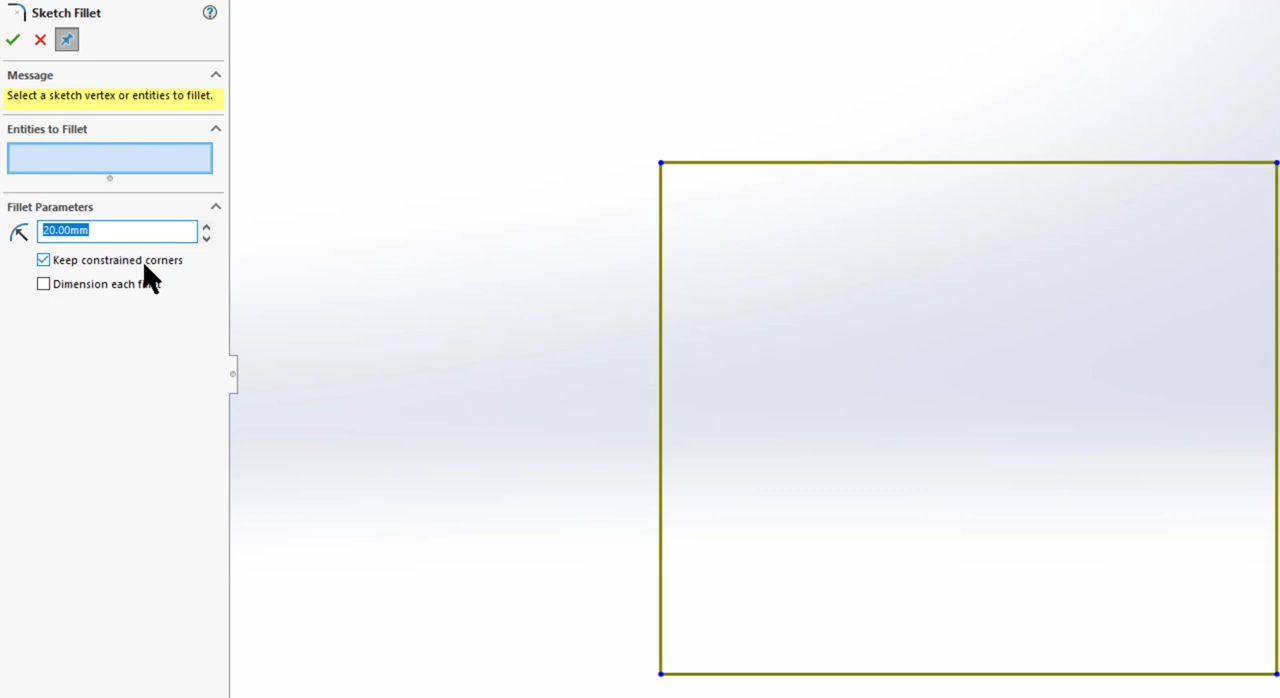 Sketch Fillet
Message
Select a sketch vertex or entities to fillet.
Entities to Fillet
Fillet Parameters
20.00mm
Keep constrained corners
Dimension each